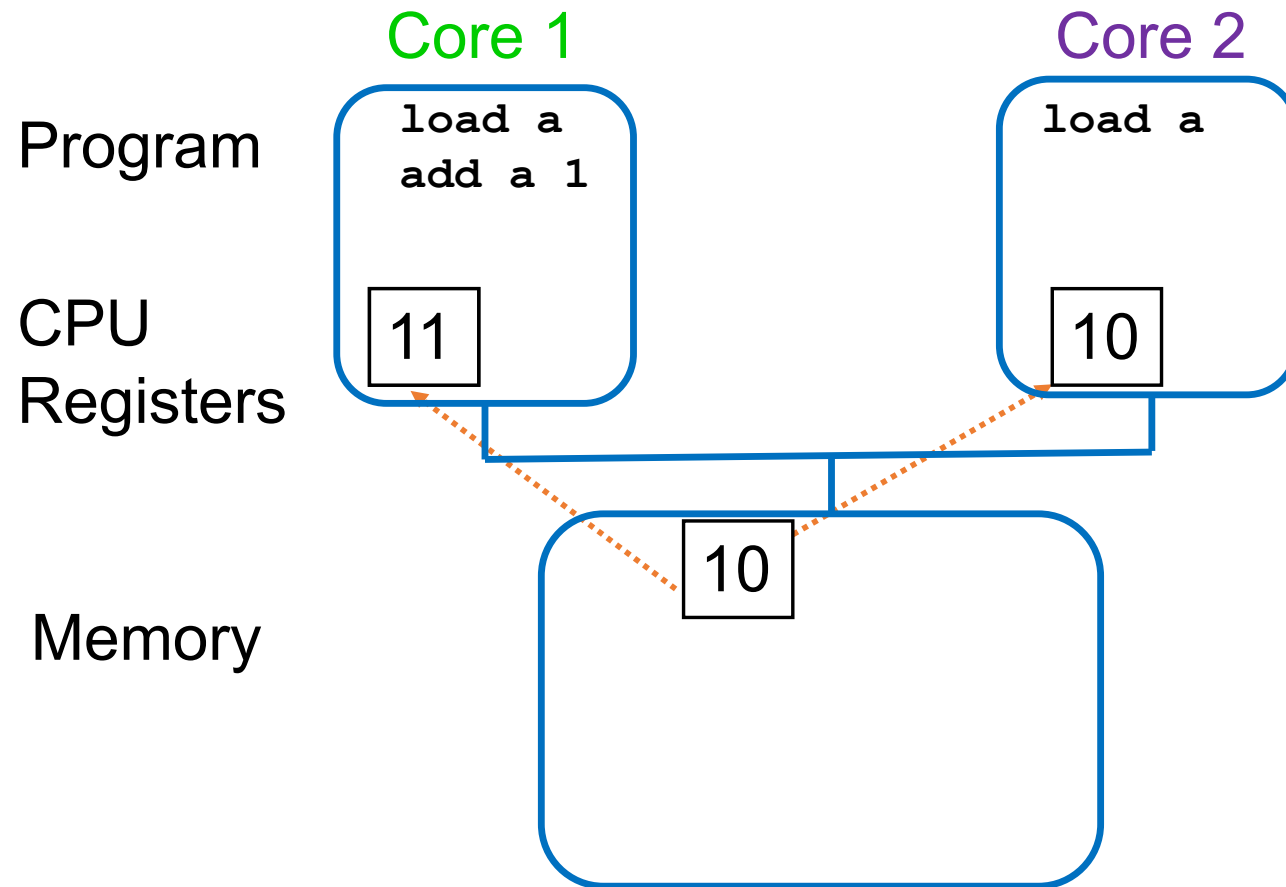 Core 1
Core 2
Program
load a
add a 1
load a
CPU
Registers
11
10
10
Memory